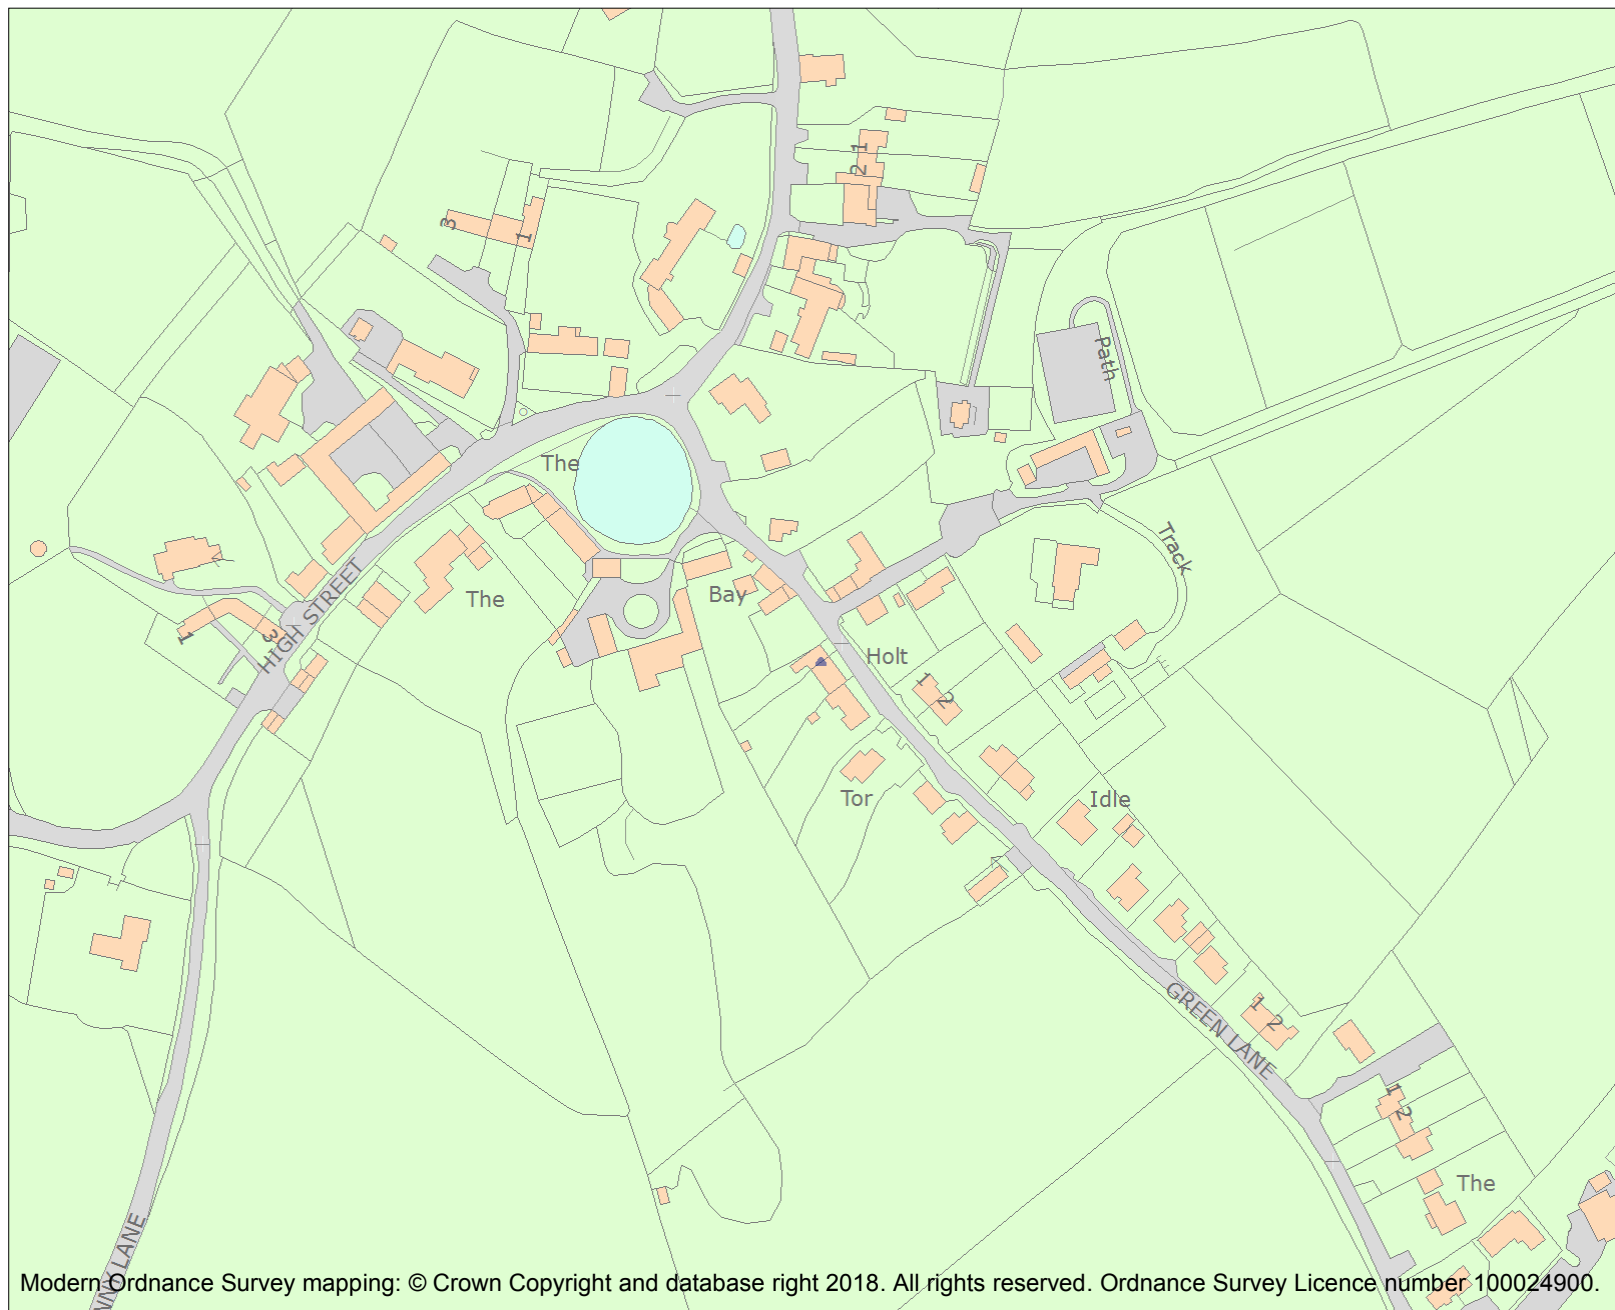 1
2
3
1
Path
The
Track
HIGH STREET
The
Bay
1
3
Holt
1
2
Tor
Idle
GREEN LANE
1
2
1
2
The
NNY LANE
Modern Ordnance Survey mapping: © Crown Copyright and database right 2018. All rights reserved. Ordnance Survey Licence number 100024900.